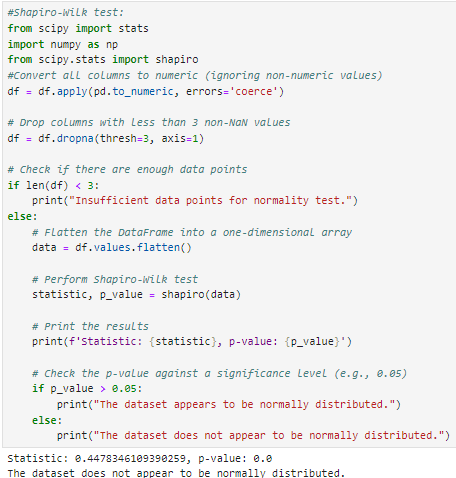 #Shapiro-Wilk test:
from scipy import stats
import numpy as np
from scipy.stats import shapiro
#Convert all columns to numeric (ignoring non-numeric values)
df = df.apply(pd.to_numeric, errors='coerce')
# Drop columns with less than 3 non-NaN values
df = df.dropna(thresh=3, axis=1)
# Check if there are enough data points
if len(df) < 3:
    print("Insufficient data points for normality test.")
else:
    # Flatten the DataFrame into a one-dimensional array
    data = df.values.flatten()
    # Perform Shapiro-Wilk test
    statistic, p_value = shapiro(data)
    # Print the results
    print(f'Statistic: {statistic}, p-value: {p_value}')
    # Check the p-value against a significance level (e.g., 0.05)
    if p_value > 0.05:
        print("The dataset appears to be normally distributed.")
    else:
        print("The dataset does not appear to be normally distributed.")
Statistic: 0.4478346109390259, p-value: 0.0
The dataset does not appear to be normally distributed.